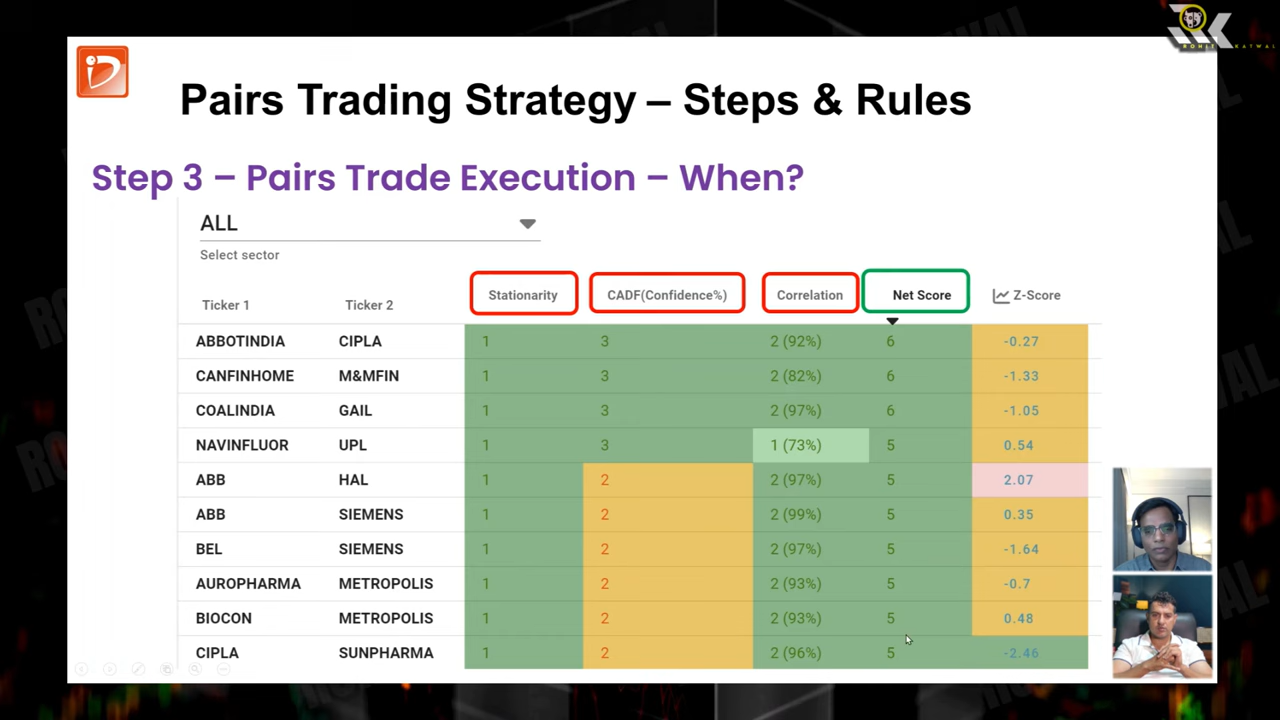 ROHIT KATWAL
Pairs Trading Strategy – Steps & Rules
Step 3 – Pairs Trade Execution – When?
ALL
Select sector
Ticker 1 Ticker 2 Stationarity CADF(Confidence%) Correlation Net Score Z-Score
ABBOTINDIA CIPLA 1 3 2 (92%) 6 -0.27
CANFINHOME M&MFIN 1 3 2 (82%) 6 -1.33
COALINDIA GAIL 1 3 2 (97%) 6 -1.05
NAVINFLUOR UPL 1 3 1 (73%) 5 0.54
ABB HAL 1 2 2 (97%) 5 2.07
ABB SIEMENS 1 2 2 (99%) 5 0.35
BEL SIEMENS 1 2 2 (97%) 5 -1.64
AUROPHARMA METROPOLIS 1 2 2 (93%) 5 -0.7
BIOCON METROPOLIS 1 2 2 (93%) 5 0.48
CIPLA SUNPHARMA 1 2 2 (96%) 5 -2.46